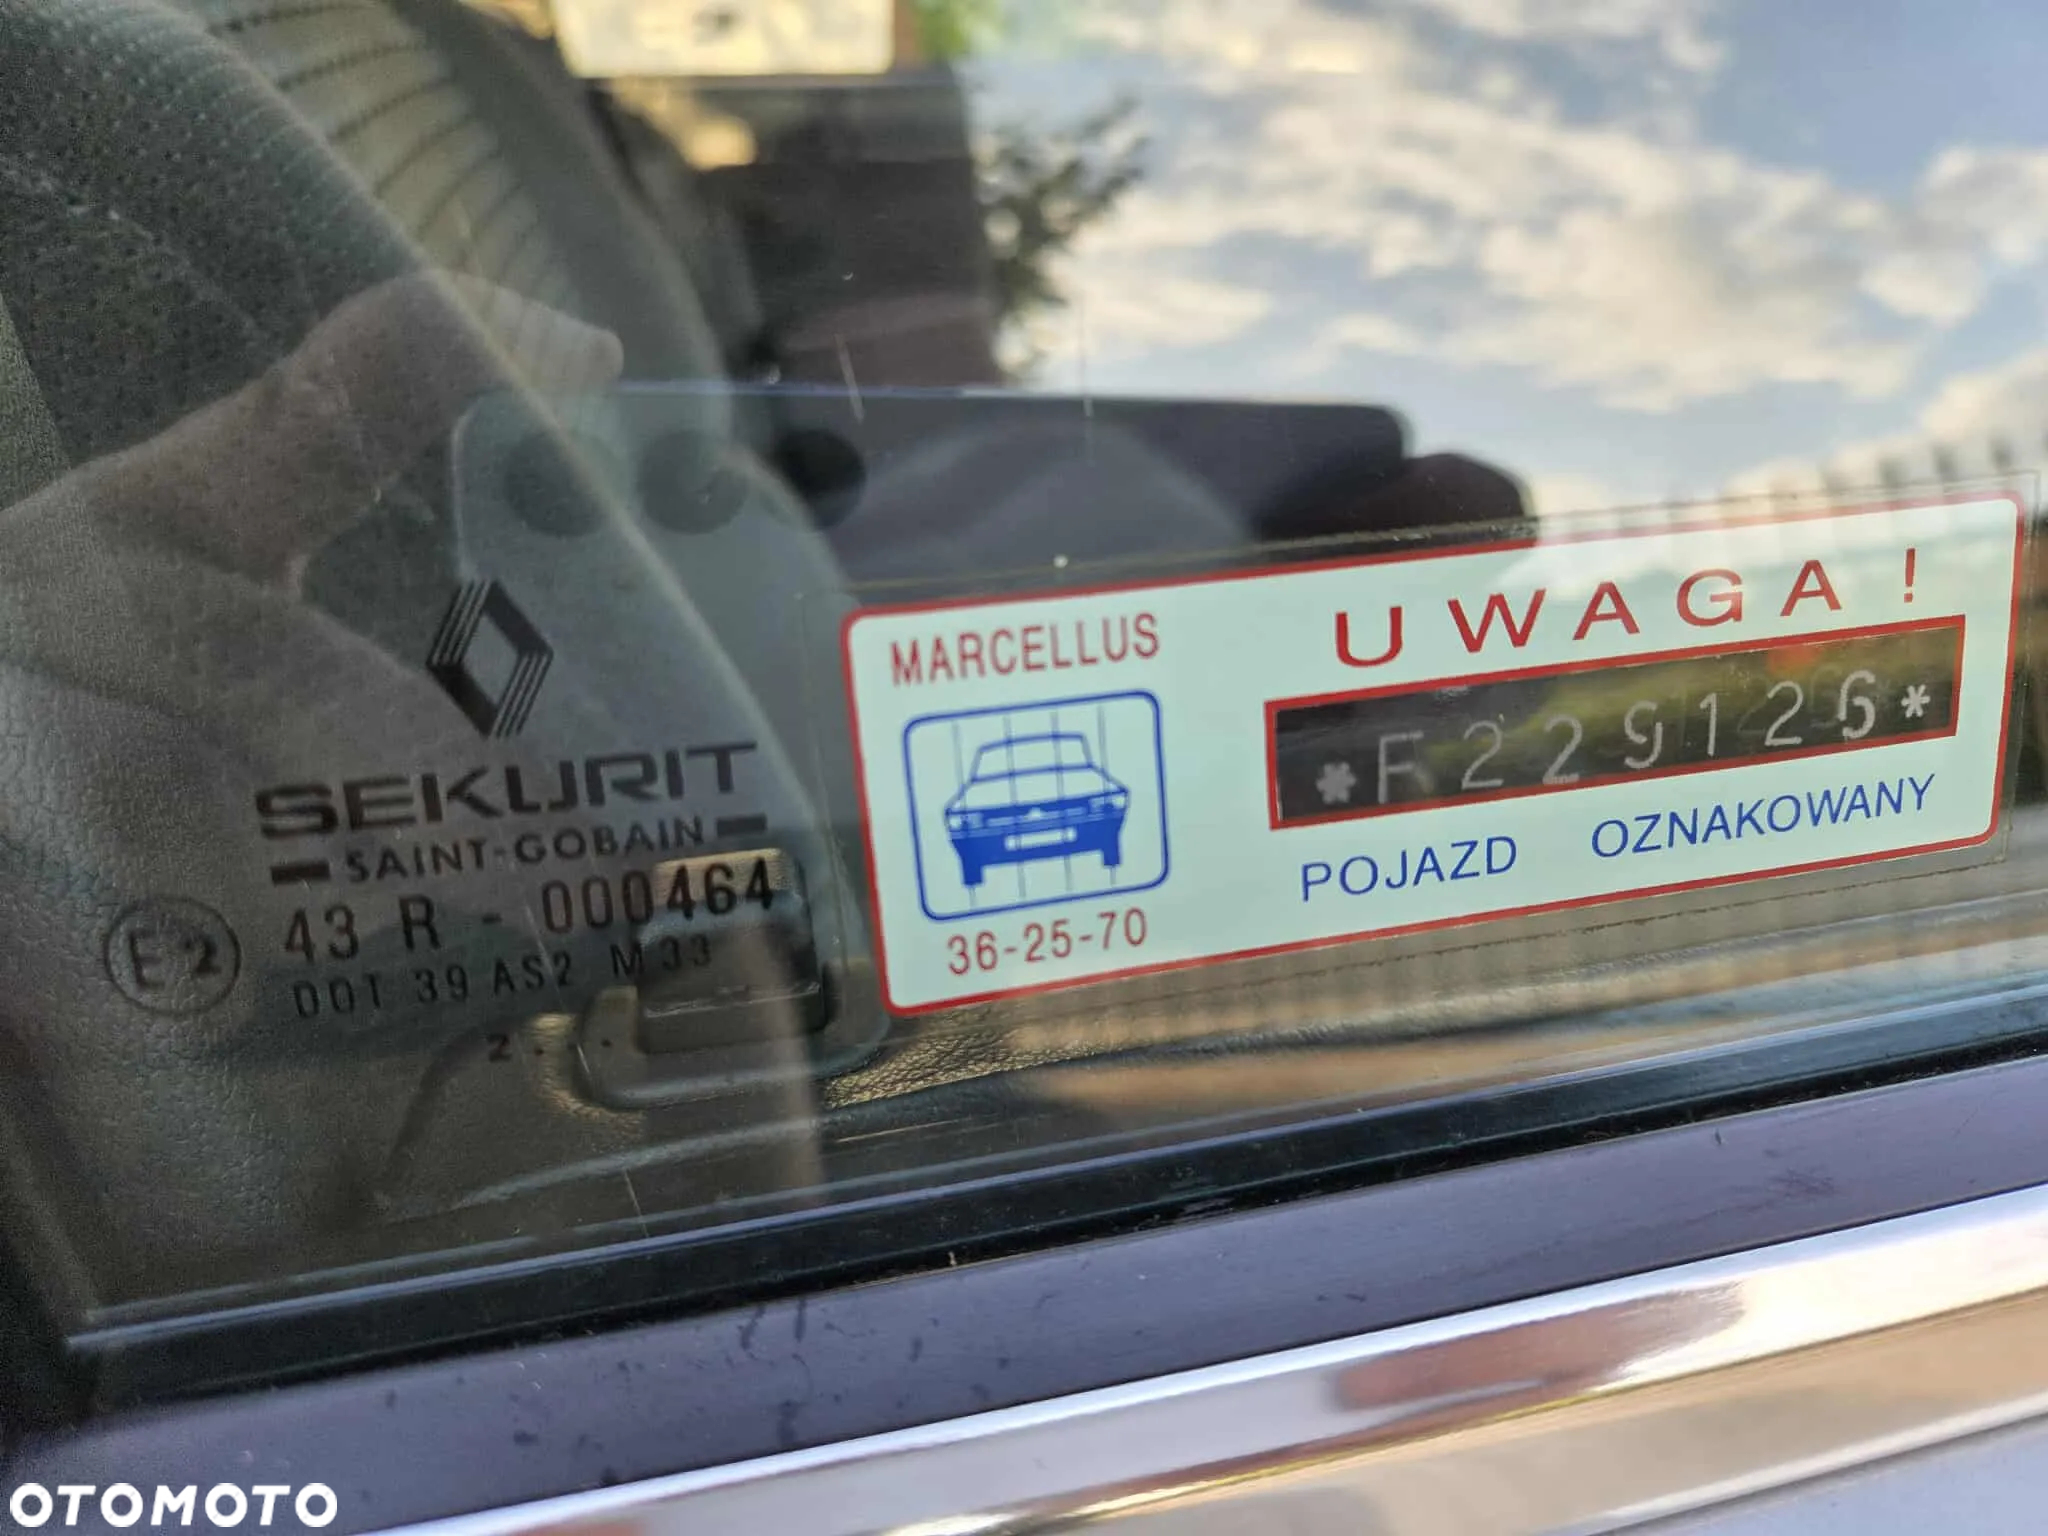 SEKURIT
SAINT-GOBAIN
E2
43 R - 000464
DOT 39 AS2 M33
2 . .
MARCELLUS
36-25-70
UWAGA!
*F229126*
POJAZD OZNAKOWANY
OTOMOTO